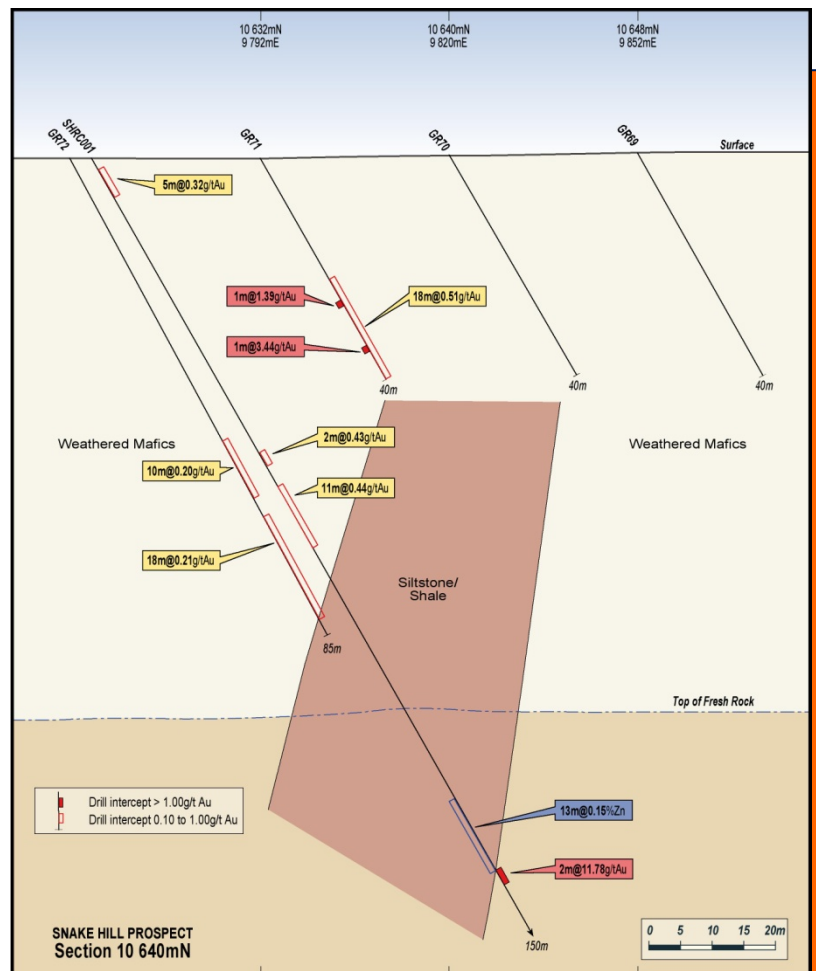 10 632mN
9 792mE
10 640mN
9 820mE
10 648mN
9 852mE
GR72
SHRC001
GR71
GR70
GR69
Surface
5m@0.32g/tAu
1m@1.39g/tAu
18m@0.51g/tAu
1m@3.44g/tAu
40m
40m
40m
Weathered Mafics
2m@0.43g/tAu
Weathered Mafics
10m@0.20g/tAu
11m@0.44g/tAu
18m@0.21g/tAu
Siltstone/
Shale
85m
Top of Fresh Rock
Drill intercept > 1.00g/t Au
Drill intercept 0.10 to 1.00g/t Au
13m@0.15%Zn
2m@11.78g/tAu
SNAKE HILL PROSPECT
Section 10 640mN
150m
0 5 10 15 20m